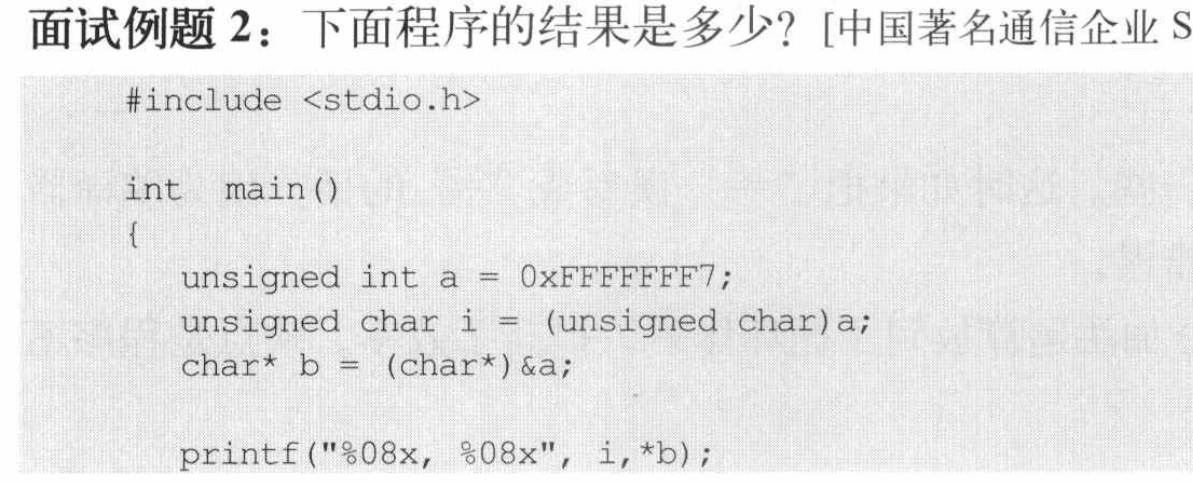 面试例题 2：下面程序的结果是多少？[中国著名通信企业 S
#include <stdio.h>
int  main()
{
unsigned int a = 0xFFFFFFF7;
unsigned char i = (unsigned char)a;
char* b = (char*)&a;
printf("%08x, %08x", i,*b);